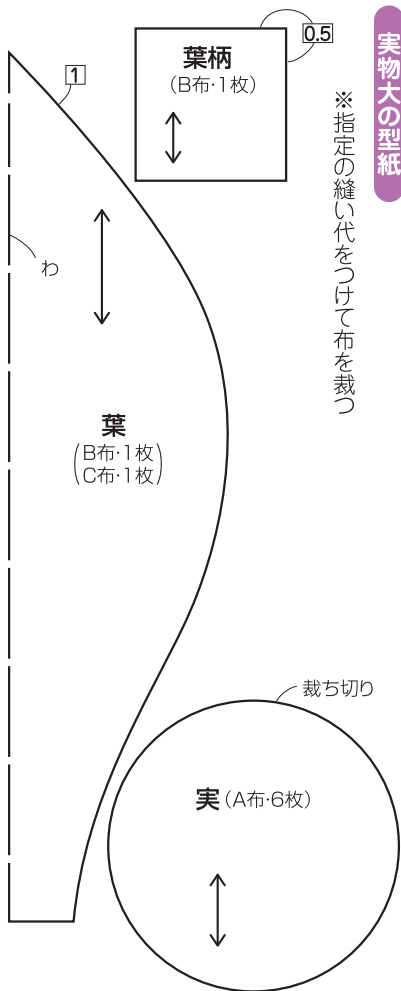 実物大の型紙
※指定の縫い代をつけて布を裁つ
葉柄
(B布·1枚)
0.5
1
わ
葉
(B布·1枚
C布·1枚)
裁ち切り
実(A布·6枚)